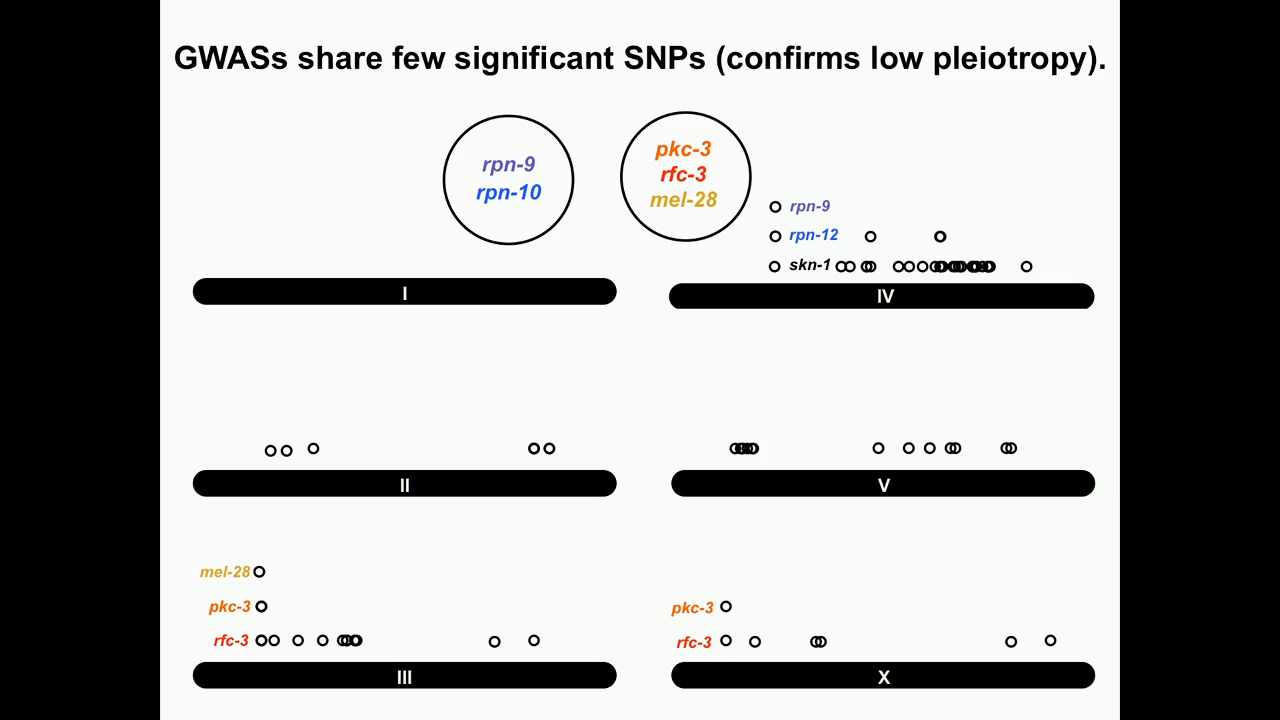 GWASs share few significant SNPs (confirms low pleiotropy).
rpn-9
rpn-10
pkc-3
rfc-3
mel-28
rpn-9
rpn-12
skn-1
I
IV
II
V
mel-28
pkc-3
rfc-3
III
pkc-3
rfc-3
X